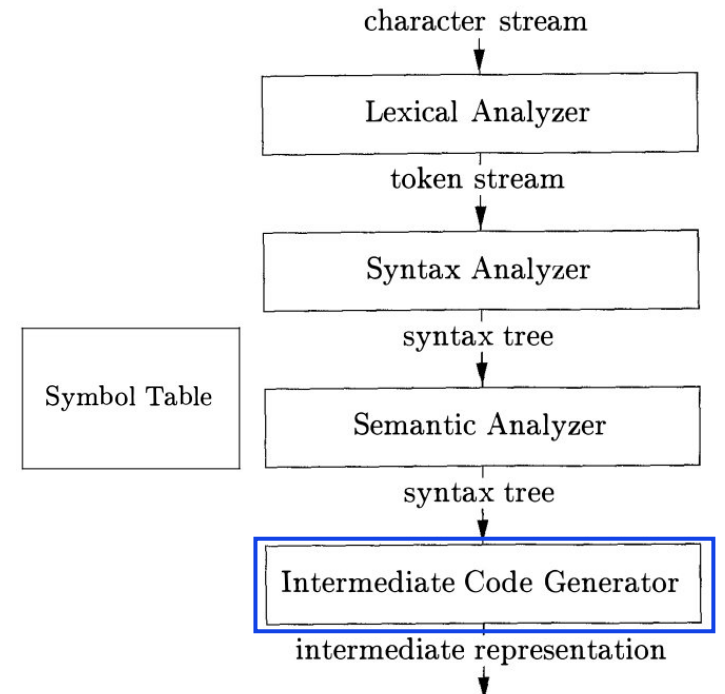 character stream
Lexical Analyzer
token stream
Syntax Analyzer
syntax tree
Symbol Table
Semantic Analyzer
syntax tree
Intermediate Code Generator
intermediate representation